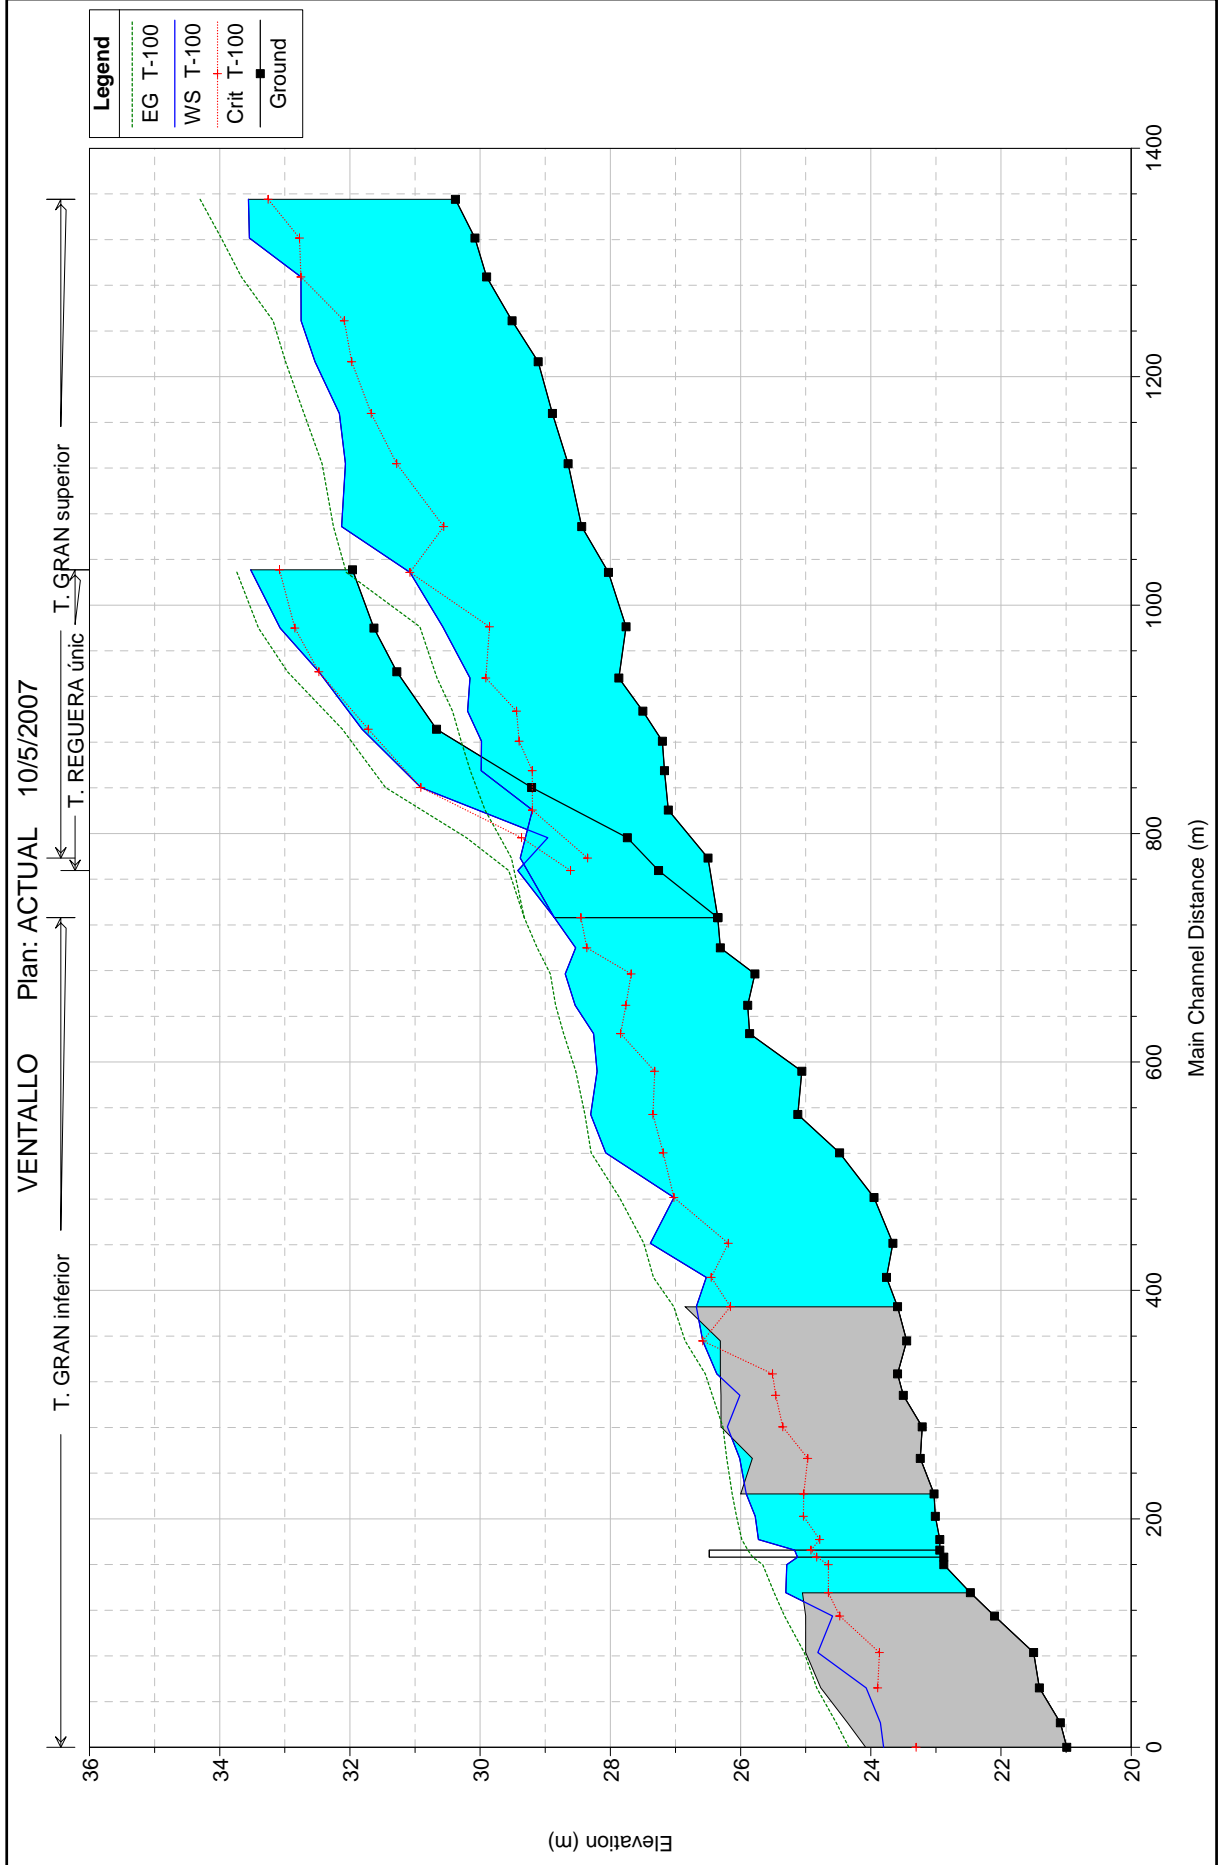 VENTALLO Plan: ACTUAL 10/5/2007
T. GRAN inferior
T. REGUERA únic
T. GRAN superior
Legend
EG T-100
WS T-100
Crit T-100
Ground
Elevation (m)
36
34
32
30
28
26
24
22
20
0
200
400
600
800
1000
1200
1400
Main Channel Distance (m)